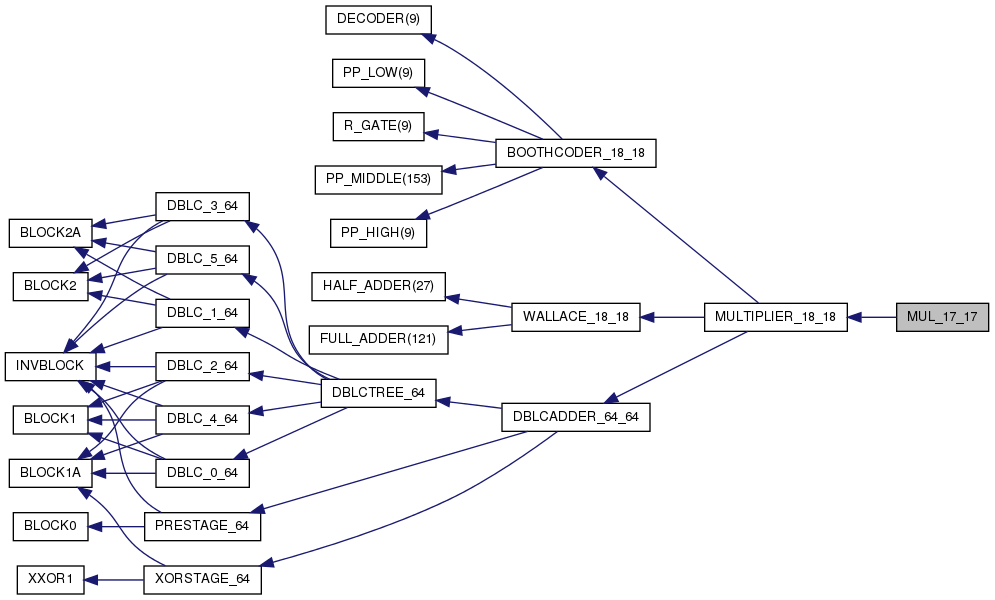 DECODER(9)
PP_LOW(9)
R_GATE(9)
BOOTHCODER_18_18
PP_MIDDLE(153)
PP_HIGH(9)
DBLC_3_64
BLOCK2A
DBLC_5_64
BLOCK2
HALF_ADDER(27)
DBLC_1_64
WALLACE_18_18
MULTIPLIER_18_18
MUL_17_17
FULL_ADDER(121)
INVBLOCK
DBLC_2_64
DBLCTREE_64
BLOCK1
DBLC_4_64
DBLCADDER_64_64
BLOCK1A
DBLC_0_64
BLOCK0
PRESTAGE_64
XXOR1
XORSTAGE_64